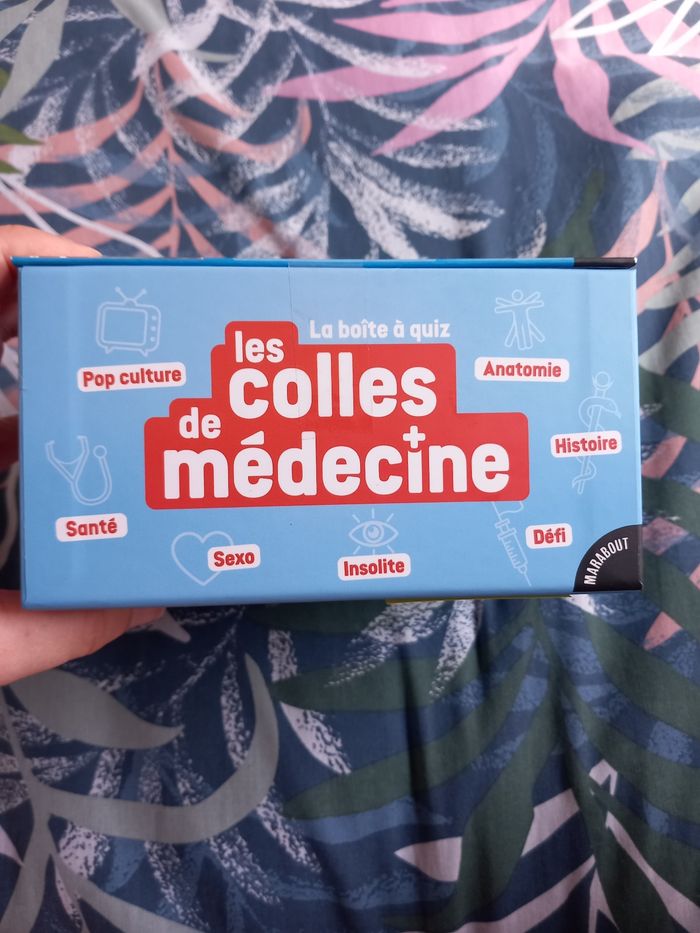 La boîte à quiz
les
colles
de
médecine
Pop culture
Anatomie
Histoire
Santé
Sexo
Insolite
Défi
MARABOUT